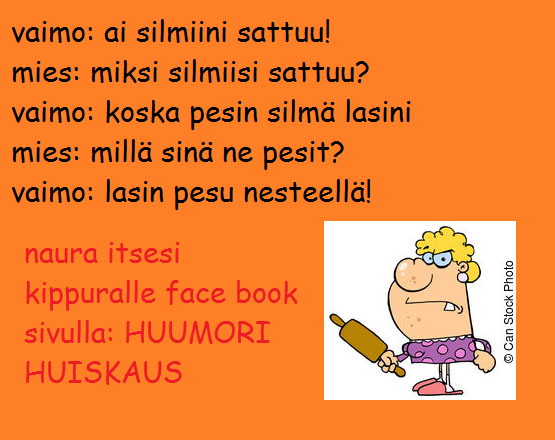 vaimo: ai silmiini sattuu!
mies: miksi silmiisi sattuu?
vaimo: koska pesin silmä lasini
mies: millä sinä ne pesit?
vaimo: lasin pesu nesteellä!
naura itsesi
kippuralle face book
sivulla: HUUMORI
HUISKAUS
© Can Stock Photo